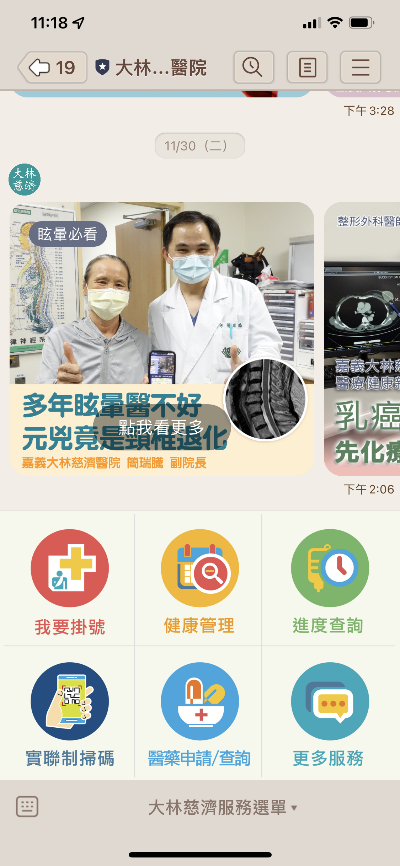 11:18
19
大林...醫院
下午 3:28
11/30（二）
大林
慈濟
眩暈必看
多年眩暈醫不好
元兇竟是頸椎退化
點我看更多
嘉義大林慈濟醫院 簡瑞騰 副院長
整形外科醫師
嘉義大林慈
醫療健康
乳癌
先化療
下午 2:06
我要掛號
健康管理
進度查詢
實聯制掃碼
醫藥申請/查詢
更多服務
大林慈濟服務選單